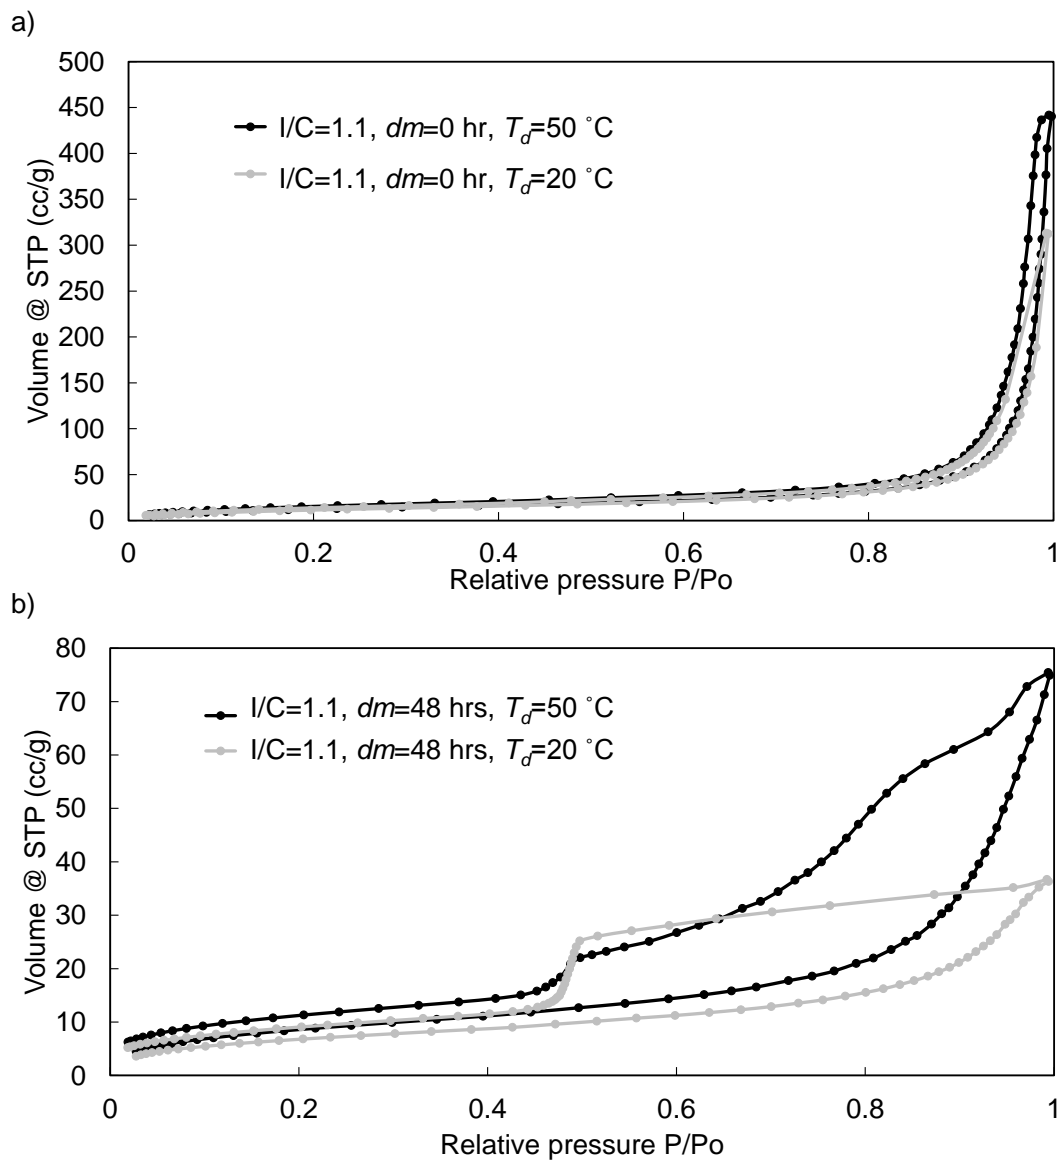 a)
500
450
400
350
300
250
200
150
100
50
0
Volume @ STP (cc/g)
I/C=1.1, dm=0 hr, T_d=50 ˚C
I/C=1.1, dm=0 hr, T_d=20 ˚C
0 0.2 0.4 0.6 0.8 1
Relative pressure P/Po
b)
80
70
60
50
40
30
20
10
0
Volume @ STP (cc/g)
I/C=1.1, dm=48 hrs, T_d=50 ˚C
I/C=1.1, dm=48 hrs, T_d=20 ˚C
0 0.2 0.4 0.6 0.8 1
Relative pressure P/Po